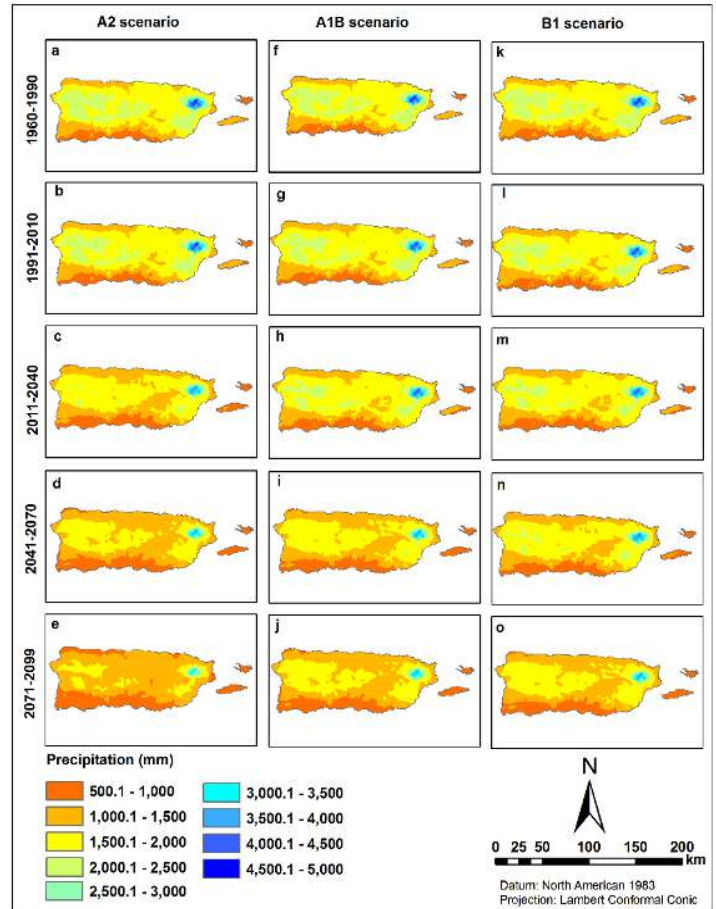 A2 scenario
A1B scenario
B1 scenario
1960-1990
a
f
k
1991-2010
b
g
l
2011-2040
c
h
m
2041-2070
d
i
n
2071-2099
e
j
o
Precipitation (mm)
500.1 - 1,000
1,000.1 - 1,500
1,500.1 - 2,000
2,000.1 - 2,500
2,500.1 - 3,000
3,000.1 - 3,500
3,500.1 - 4,000
4,000.1 - 4,500
4,500.1 - 5,000
N
0 25 50 100 150 200
km
Datum: North American 1983
Projection: Lambert Conformal Conic